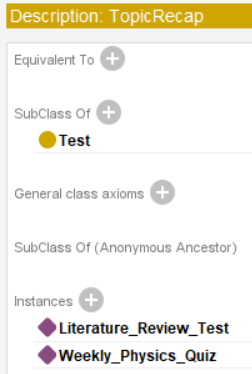 Description: TopicRecap
Equivalent To
SubClass Of
Test
General class axioms
SubClass Of (Anonymous Ancestor)
Instances
Literature_Review_Test
Weekly_Physics_Quiz